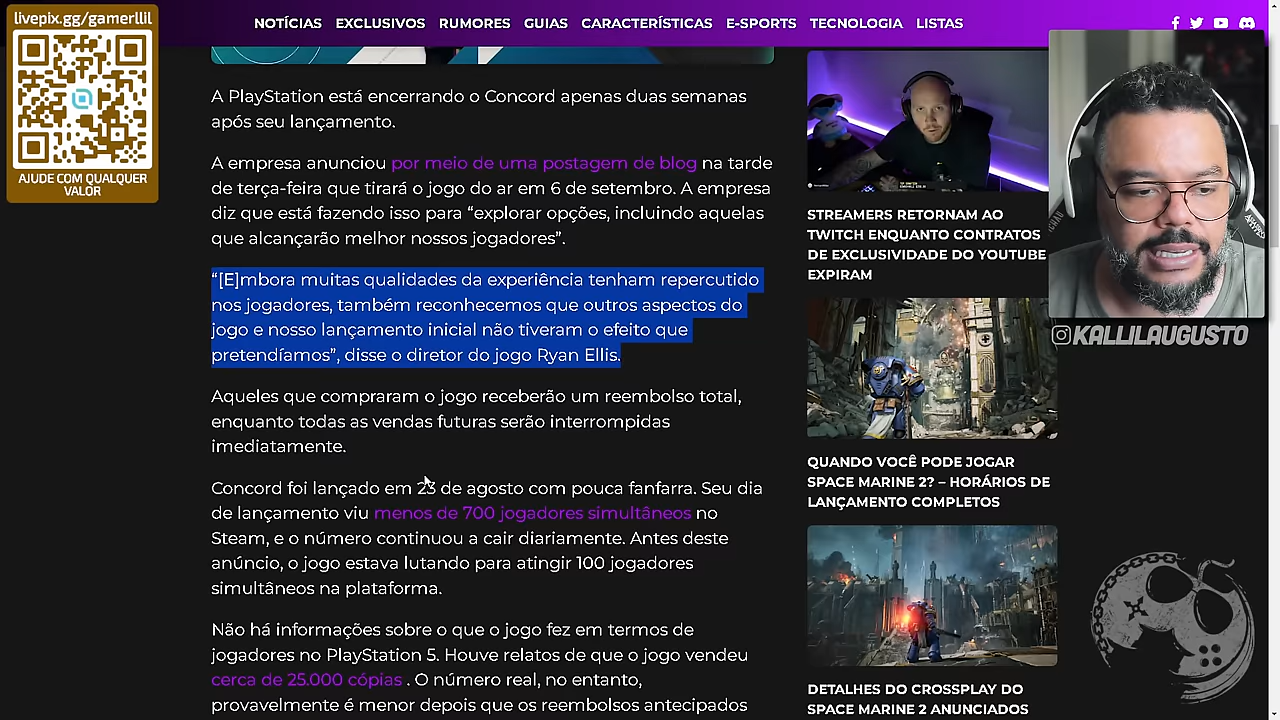 livepix.gg/gamerllll
AJUDE COM QUALQUER
VALOR
NOTÍCIAS EXCLUSIVOS RUMORES GUIAS CARACTERÍSTICAS E-SPORTS TECNOLOGIA LISTAS
A PlayStation está encerrando o Concord apenas duas semanas
após seu lançamento.
A empresa anunciou por meio de uma postagem de blog na tarde
de terça-feira que tirará o jogo do ar em 6 de setembro. A empresa
diz que está fazendo isso para “explorar opções, incluindo aquelas
que alcançarão melhor nossos jogadores”.
“[E]mbora muitas qualidades da experiência tenham repercutido
nos jogadores, também reconhecemos que outros aspectos do
jogo e nosso lançamento inicial não tiveram o efeito que
pretendíamos”, disse o diretor do jogo Ryan Ellis.
Aqueles que compraram o jogo receberão um reembolso total,
enquanto todas as vendas futuras serão interrompidas
imediatamente.
Concord foi lançado em 23 de agosto com pouca fanfarra. Seu dia
de lançamento viu menos de 700 jogadores simultâneos no
Steam, e o número continuou a cair diariamente. Antes deste
anúncio, o jogo estava lutando para atingir 100 jogadores
simultâneos na plataforma.
Não há informações sobre o que o jogo fez em termos de
jogadores no PlayStation 5. Houve relatos de que o jogo vendeu
cerca de 25.000 cópias . O número real, no entanto,
provavelmente é menor depois que os reembolsos antecipados
STREAMERS RETORNAM AO
TWITCH ENQUANTO CONTRATOS
DE EXCLUSIVIDADE DO YOUTUBE
EXPIRAM
QUANDO VOCÊ PODE JOGAR
SPACE MARINE 2? – HORÁRIOS DE
LANÇAMENTO COMPLETOS
DETALHES DO CROSSPLAY DO
SPACE MARINE 2 ANUNCIADOS
KALLILAUGUSTO